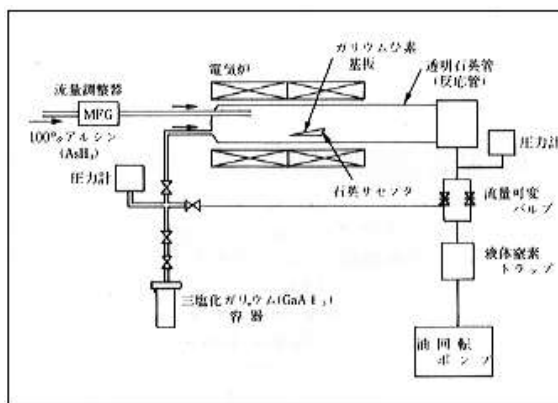 ガリウムひ素
基板
電気炉
透明石英管
(反応管)
流量調整器
MFG
100%アルシン
(AsH₃)
圧力計
圧力計
石英サセプタ
流量可変
バルブ
液体窒素
トラップ
三塩化ガリウム(GaAℓ₃)
容器
油回転
ポンプ